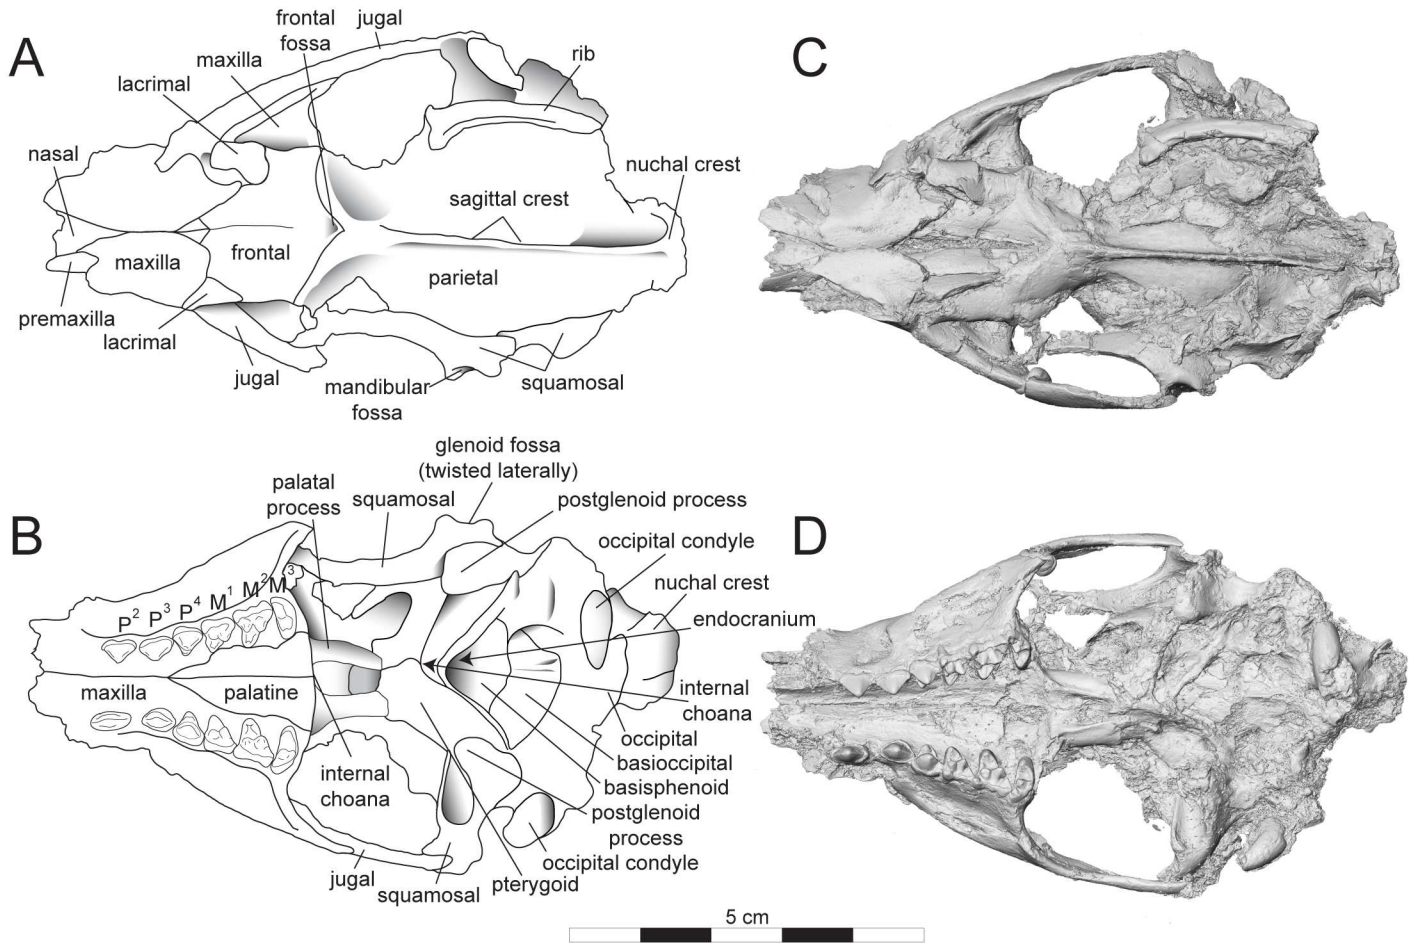 A
frontal
fossa
jugal
maxilla
lacrimal
nasal
rib
nuchal crest
sagittal crest
maxilla
frontal
parietal
premaxilla
lacrimal
jugal
mandibular
fossa
squamosal
C
B
palatal
process
squamosal
glenoid fossa
(twisted laterally)
postglenoid process
occipital condyle
nuchal crest
endocranium
P² P³ P⁴ M¹ M² M³
maxilla
palatine
internal
choana
internal
choana
occipital
basioccipital
basisphenoid
postglenoid
process
occipital condyle
pterygoid
jugal
squamosal
D
5 cm